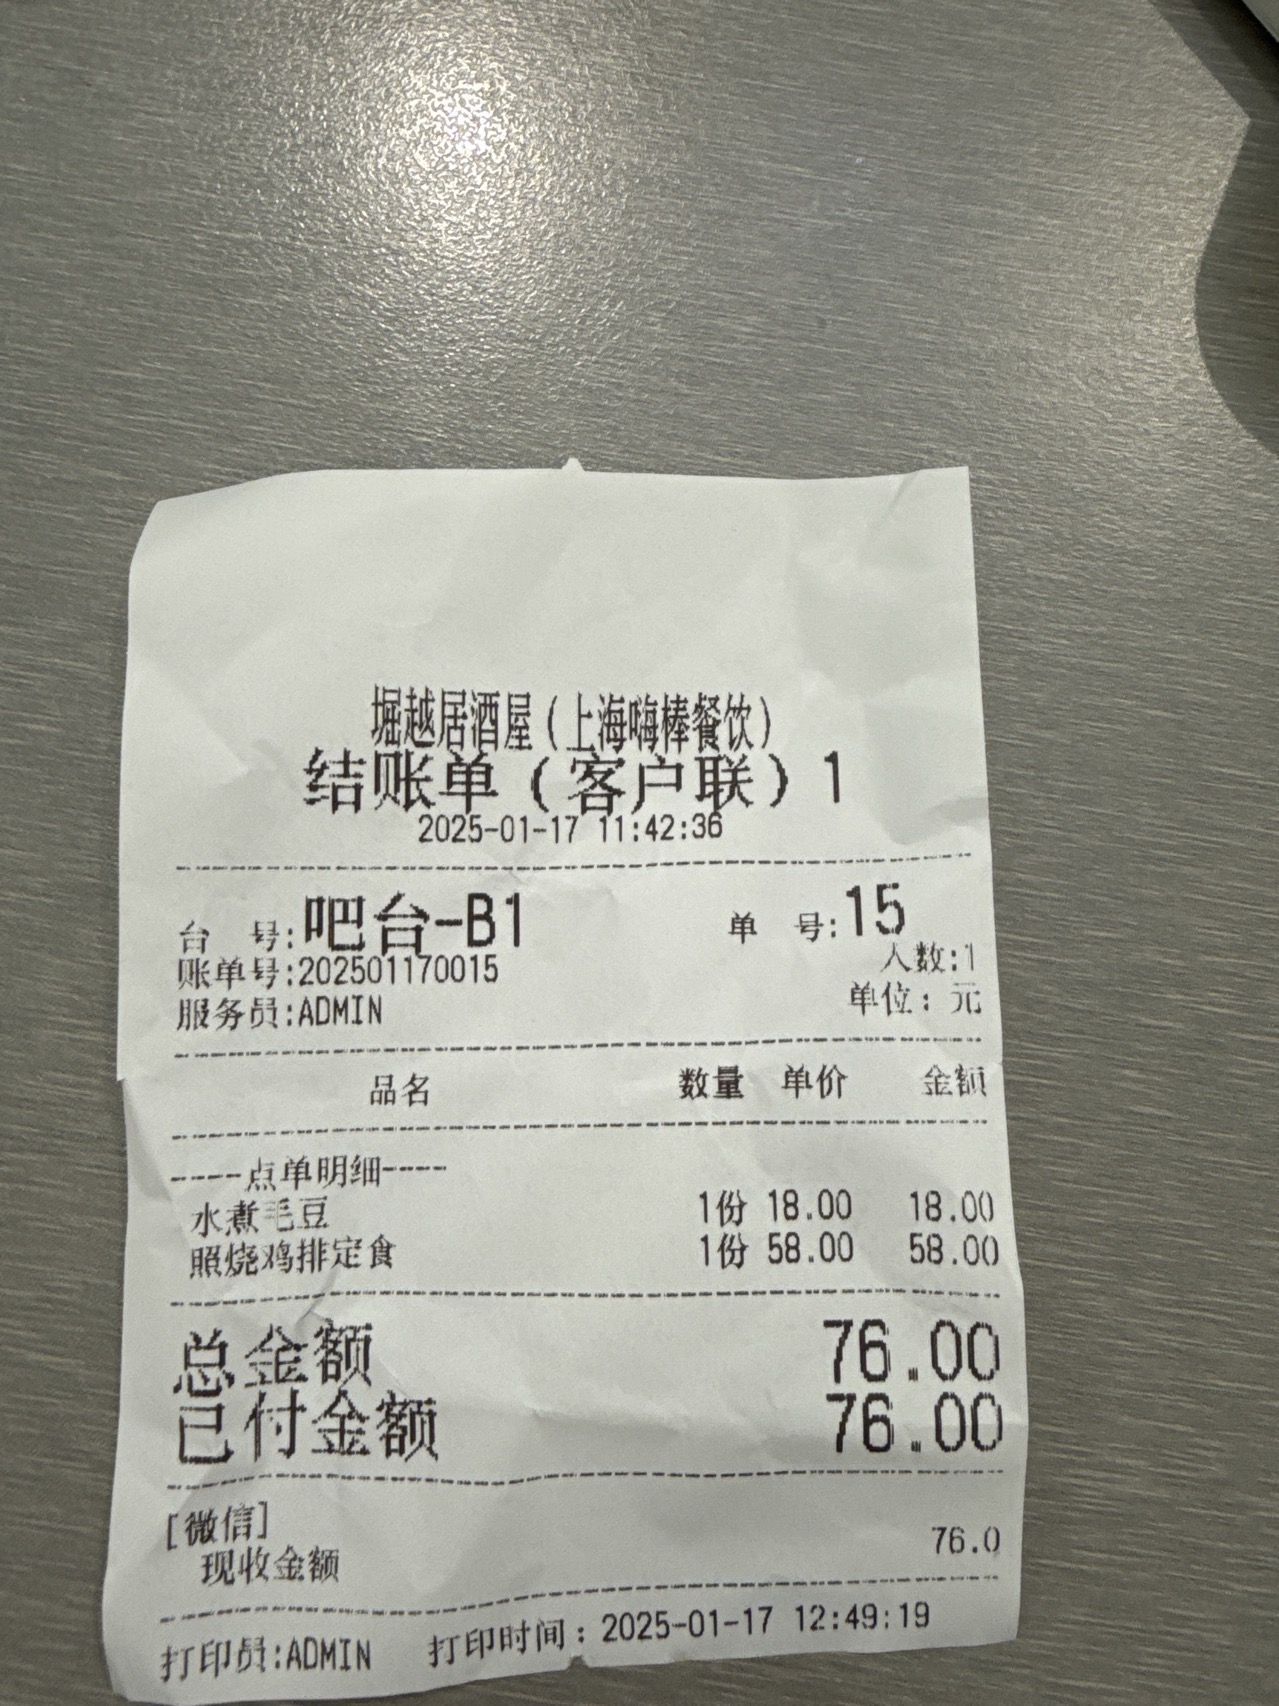 堀越居酒屋(上海嗨棒餐饮)
结账单(客户联)1
2025-01-17 11:42:36
台 号:吧台-B1 单 号:15
人数:1
账单号:202501170015
单位: 元
服务员:ADMIN
品名 数量 单价 金额
----点单明细----
水煮毛豆 1份 18.00 18.00
照烧鸡排定食 1份 58.00 58.00
总金额 76.00
已付金额 76.00
[微信]
现收金额 76.0
打印员:ADMIN 打印时间:2025-01-17 12:49:19